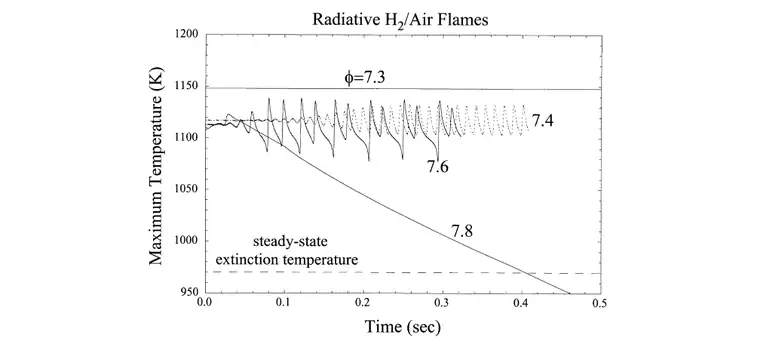 Radiative H₂/Air Flames
1200
1150
1100
1050
1000
950
Maximum Temperature (K)
ϕ=7.3
7.4
7.6
7.8
steady-state
extinction temperature
0.0
0.1
0.2
0.3
0.4
0.5
Time (sec)